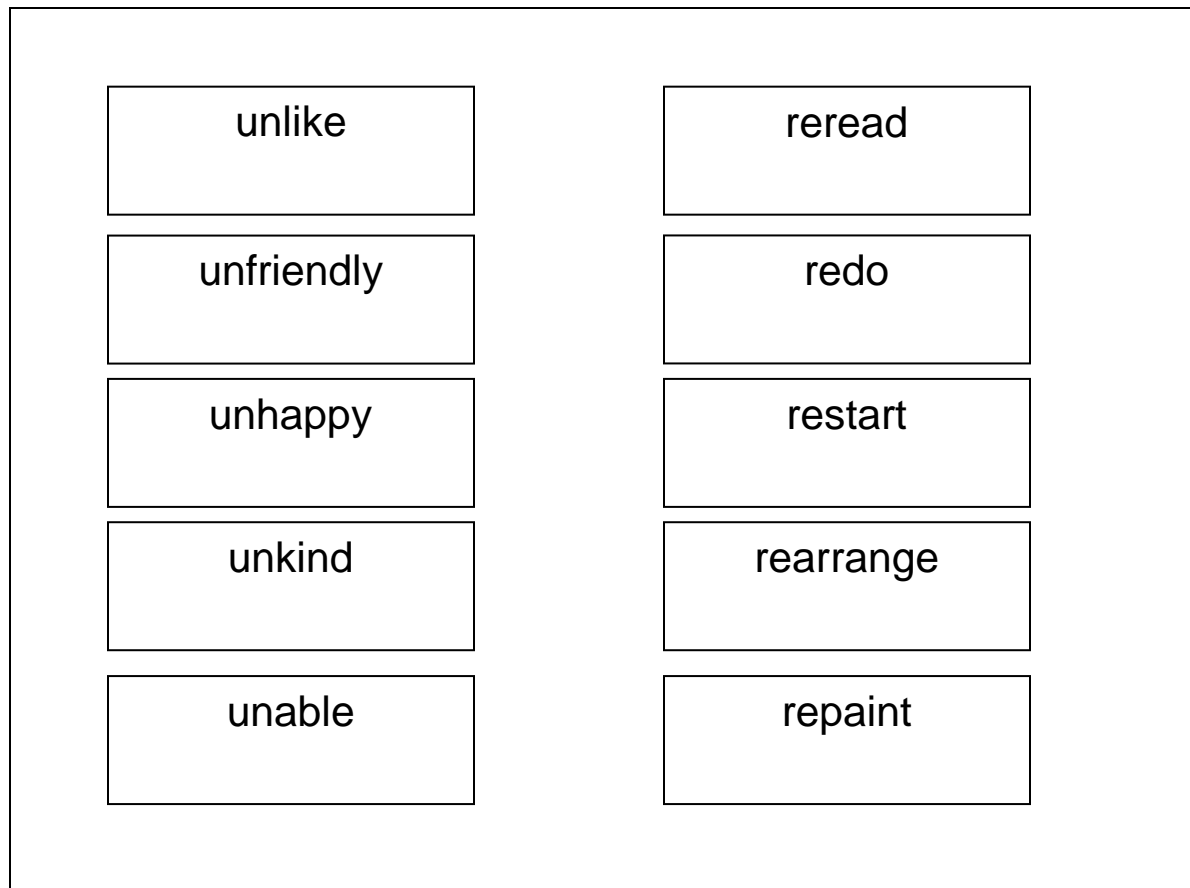 unlike
reread
unfriendly
redo
unhappy
restart
unkind
rearrange
unable
repaint